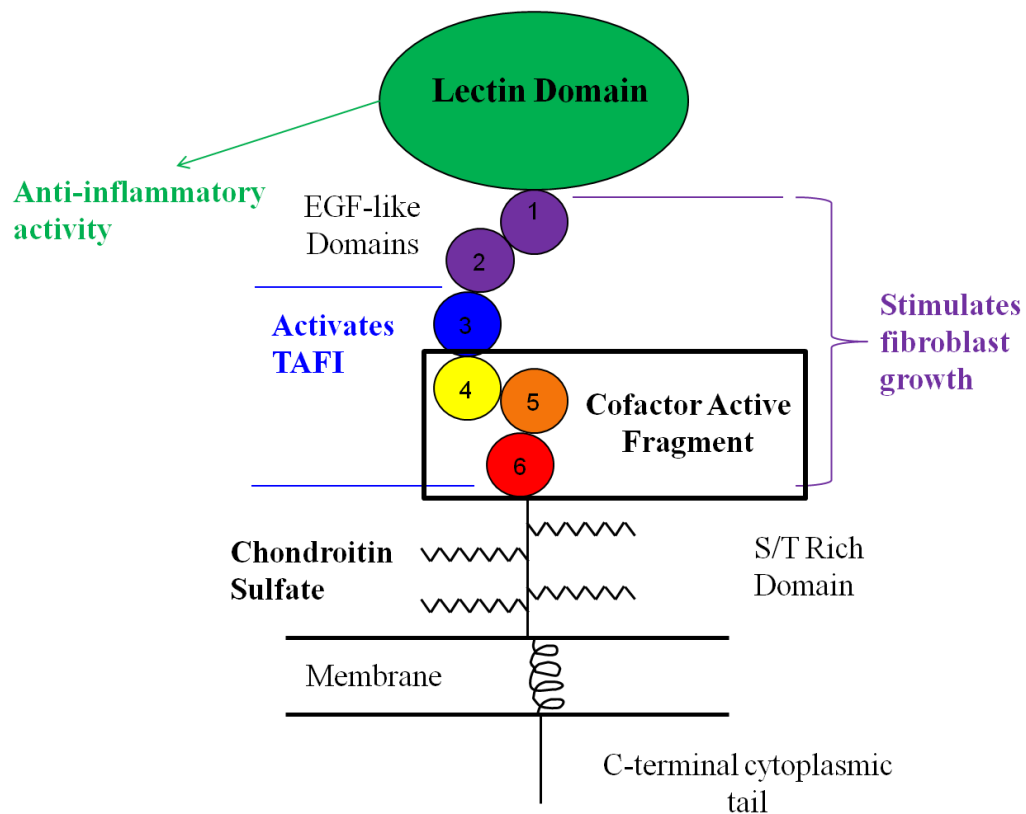 Lectin Domain
Anti-inflammatory
activity
EGF-like
Domains
1
2
3
4
5
6
Activates
TAFI
Stimulates
fibroblast
growth
Cofactor Active
Fragment
Chondroitin
Sulfate
S/T Rich
Domain
Membrane
C-terminal cytoplasmic
tail